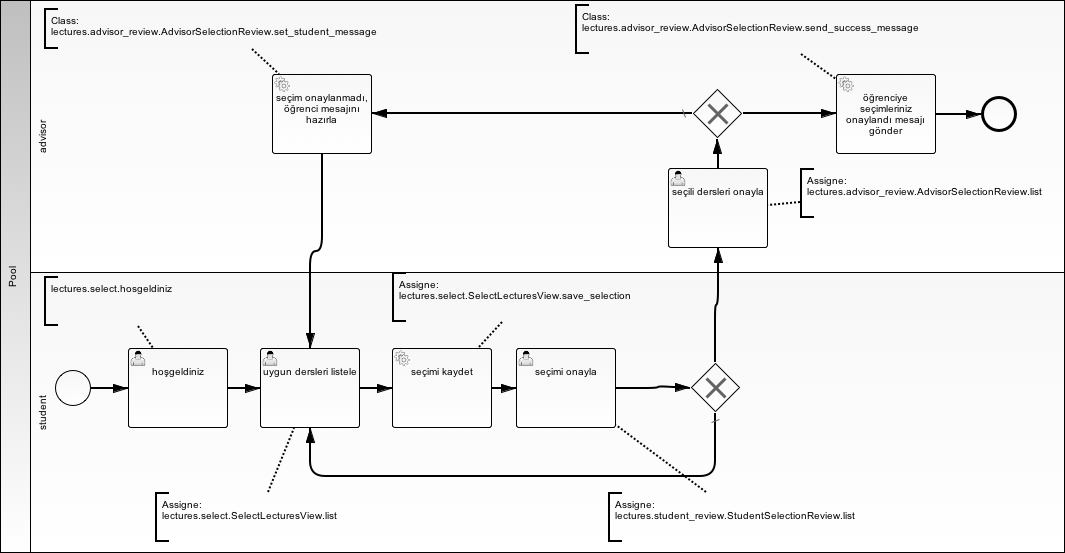 Pool
advisor
Class:
lectures.advisor_review.AdvisorSelectionReview.set_student_message
Class:
lectures.advisor_review.AdvisorSelectionReview.send_success_message
seçim onaylanmadı,
öğrenci mesajını
hazırla
öğrenciye
seçimleriniz
onaylandı mesajı
gönder
seçili dersleri onayla
Assigne:
lectures.advisor_review.AdvisorSelectionReview.list
student
lectures.select.hosgeldiniz
Assigne:
lectures.select.SelectLecturesView.save_selection
hoşgeldiniz
uygun dersleri listele
seçimi kaydet
seçimi onayla
Assigne:
lectures.select.SelectLecturesView.list
Assigne:
lectures.student_review.StudentSelectionReview.list